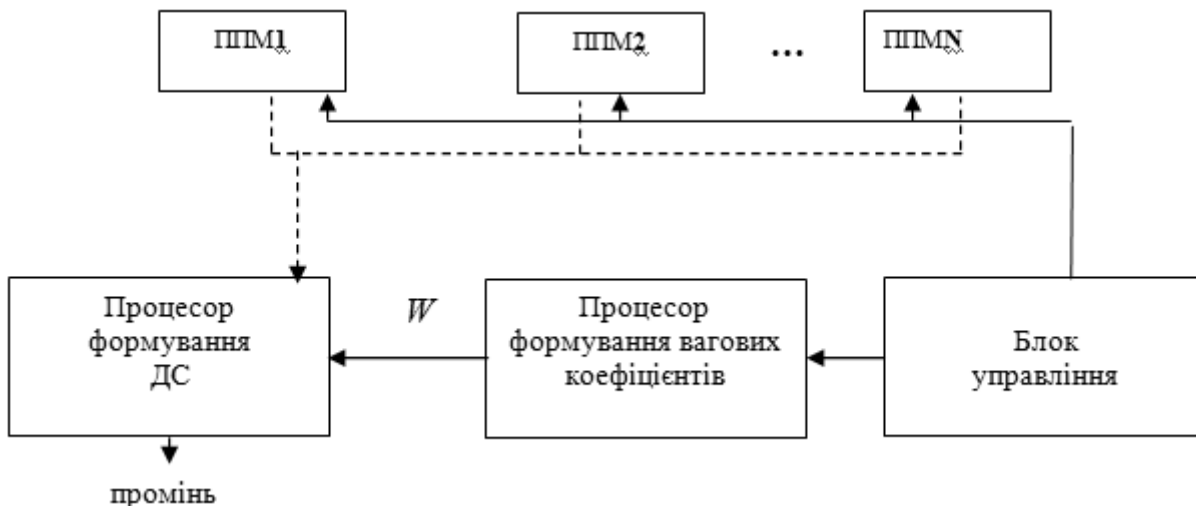 ППМ1
ППМ2
...
ППМN
Процесор
формування
ДС
W
Процесор
формування вагових
коефіцієнтів
Блок
управління
промінь